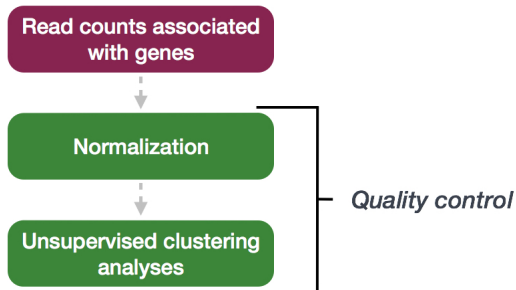 Read counts associated
with genes
Normalization
Quality control
Unsupervised clustering
analyses